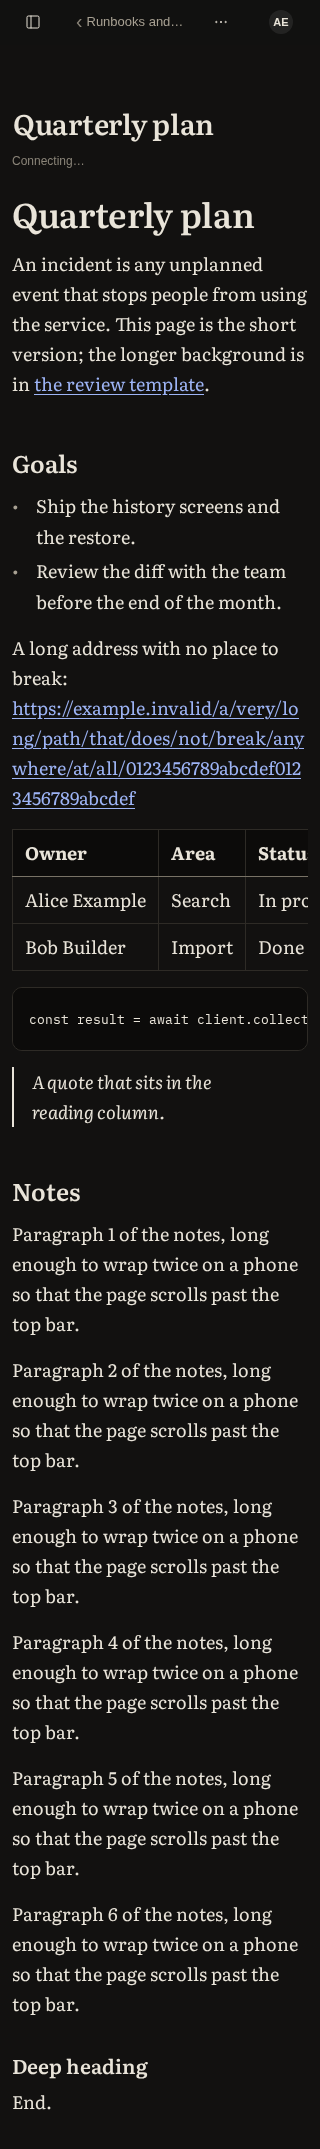 Runbooks and…
AE
Quarterly plan
Connecting…
Quarterly plan
An incident is any unplanned
event that stops people from using
the service. This page is the short
version; the longer background is
in the review template.
Goals
• Ship the history screens and
the restore.
• Review the diff with the team
before the end of the month.
A long address with no place to
break:
https://example.invalid/a/very/lo
ng/path/that/does/not/break/any
where/at/all/0123456789abcdef012
3456789abcdef
Owner Area Statu
Alice Example Search In pro
Bob Builder Import Done
const result = await client.collect
A quote that sits in the
reading column.
Notes
Paragraph 1 of the notes, long
enough to wrap twice on a phone
so that the page scrolls past the
top bar.
Paragraph 2 of the notes, long
enough to wrap twice on a phone
so that the page scrolls past the
top bar.
Paragraph 3 of the notes, long
enough to wrap twice on a phone
so that the page scrolls past the
top bar.
Paragraph 4 of the notes, long
enough to wrap twice on a phone
so that the page scrolls past the
top bar.
Paragraph 5 of the notes, long
enough to wrap twice on a phone
so that the page scrolls past the
top bar.
Paragraph 6 of the notes, long
enough to wrap twice on a phone
so that the page scrolls past the
top bar.
Deep heading
End.